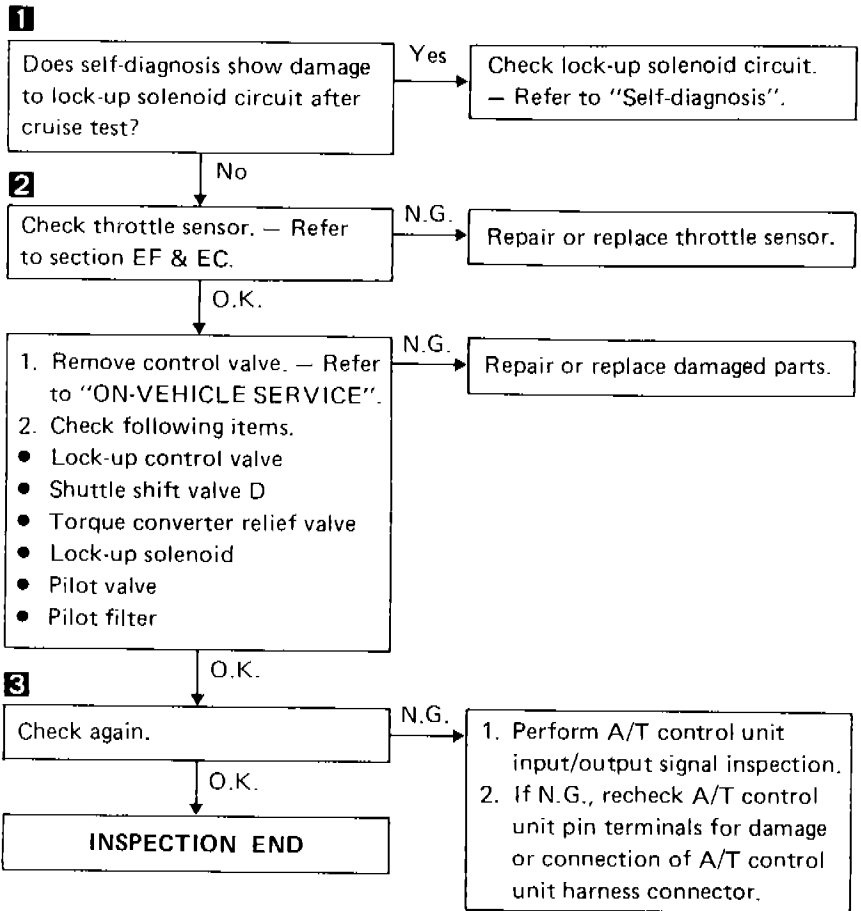 1
Does self-diagnosis show damage
to lock-up solenoid circuit after
cruise test?
Yes
Check lock-up solenoid circuit.
— Refer to "Self-diagnosis".
No
2
Check throttle sensor. — Refer
to section EF & EC.
N.G.
Repair or replace throttle sensor.
O.K.
1. Remove control valve. — Refer
to "ON-VEHICLE SERVICE".
2. Check following items.
● Lock-up control valve
● Shuttle shift valve D
● Torque converter relief valve
● Lock-up solenoid
● Pilot valve
● Pilot filter
N.G.
Repair or replace damaged parts.
O.K.
3
Check again.
N.G.
1. Perform A/T control unit
input/output signal inspection.
2. If N.G., recheck A/T control
unit pin terminals for damage
or connection of A/T control
unit harness connector.
O.K.
INSPECTION END